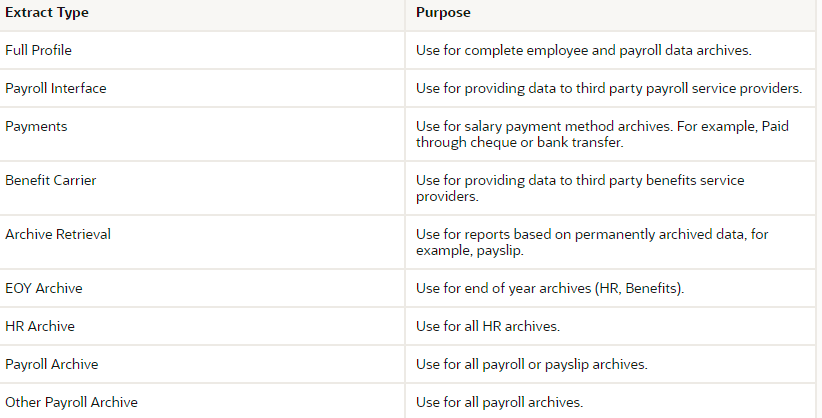 Extract Type Purpose
Full Profile Use for complete employee and payroll data archives.
Payroll Interface Use for providing data to third party payroll service providers.
Payments Use for salary payment method archives. For example, Paid
through cheque or bank transfer.
Benefit Carrier Use for providing data to third party benefits service
providers.
Archive Retrieval Use for reports based on permanently archived data, for
example, payslip.
EOY Archive Use for end of year archives (HR, Benefits).
HR Archive Use for all HR archives.
Payroll Archive Use for all payroll or payslip archives.
Other Payroll Archive Use for all payroll archives.